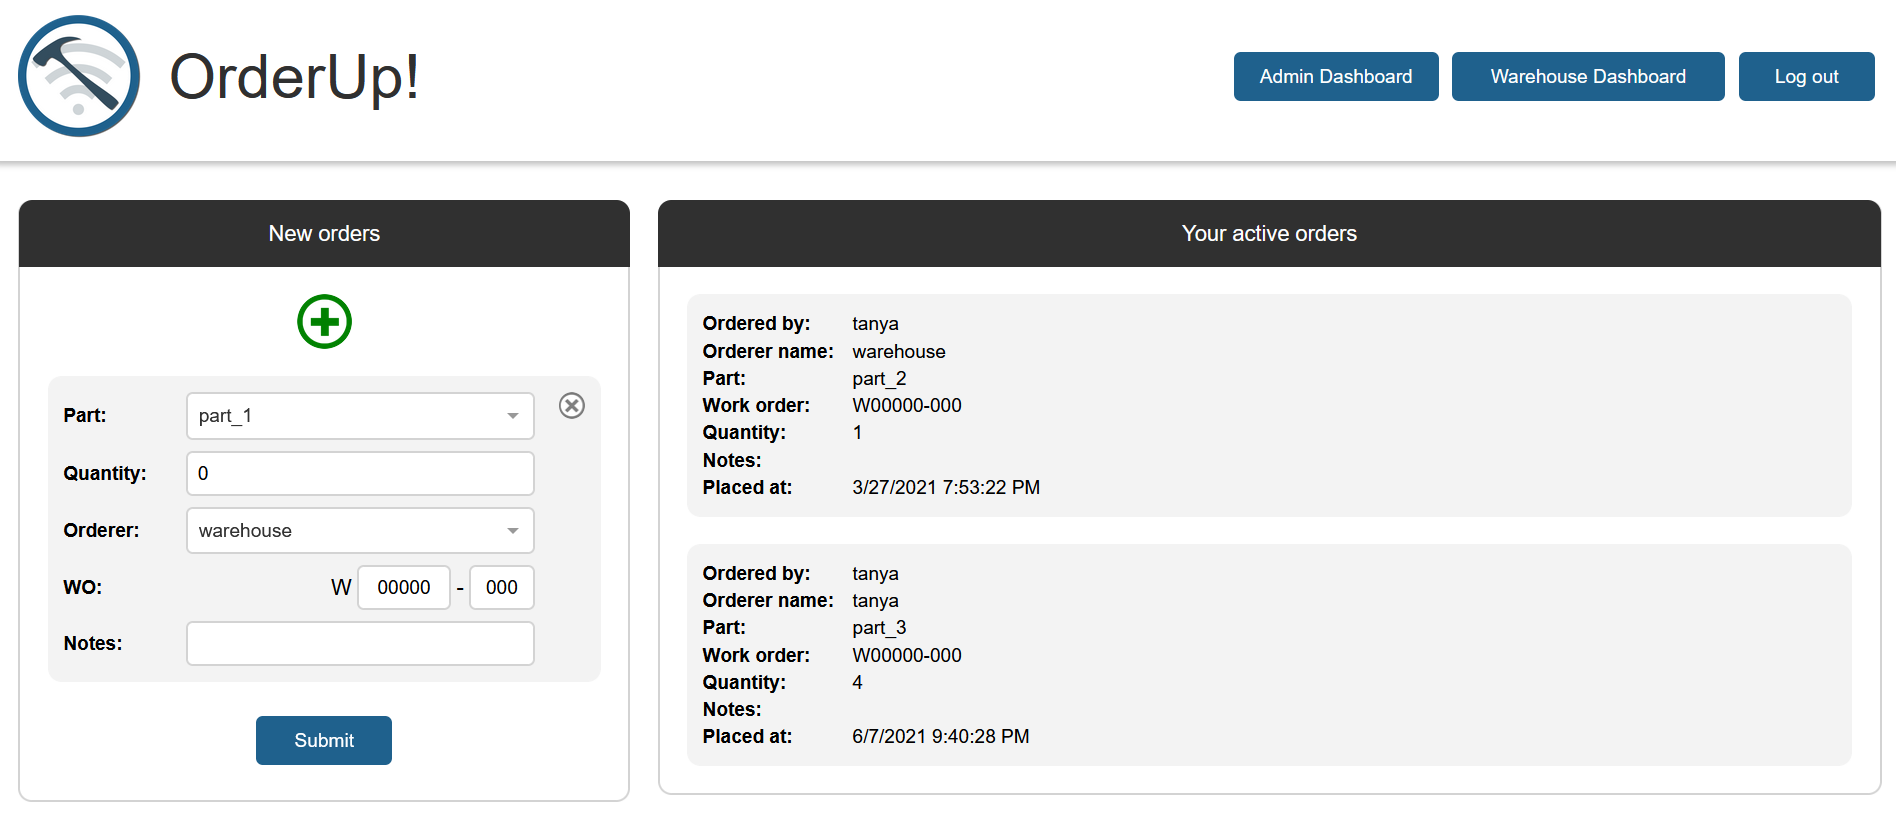 OrderUp!
Admin Dashboard
Warehouse Dashboard
Log out
New orders
Part: part_1
Quantity: 0
Orderer: warehouse
WO: W 00000 - 000
Notes:
Submit
Your active orders
Ordered by: tanya
Orderer name: warehouse
Part: part_2
Work order: W00000-000
Quantity: 1
Notes:
Placed at: 3/27/2021 7:53:22 PM
Ordered by: tanya
Orderer name: tanya
Part: part_3
Work order: W00000-000
Quantity: 4
Notes:
Placed at: 6/7/2021 9:40:28 PM